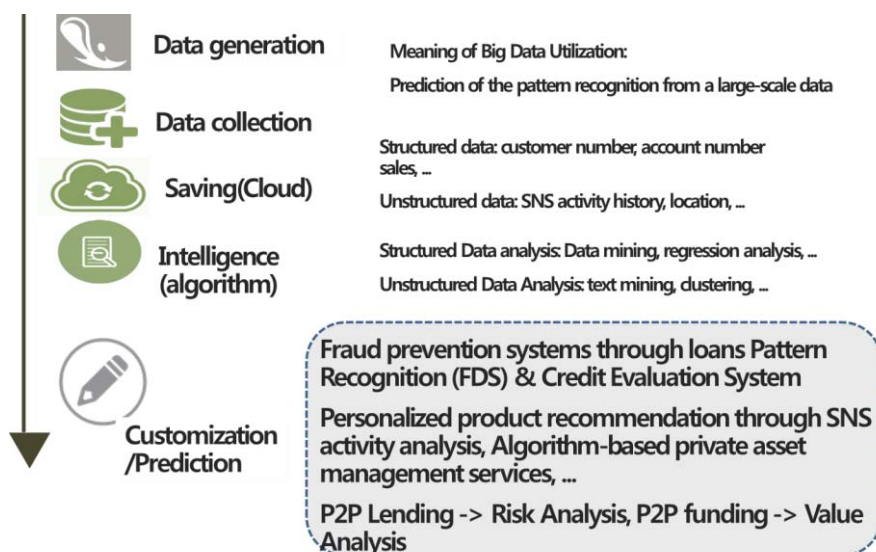 Data generation
Meaning of Big Data Utilization:
Prediction of the pattern recognition from a large-scale data
Data collection
Structured data: customer number, account number
sales, ...
Saving(Cloud)
Unstructured data: SNS activity history, location, ...
Intelligence
(algorithm)
Structured Data analysis: Data mining, regression analysis, ...
Unstructured Data Analysis: text mining, clustering, ...
Customization
/Prediction
Fraud prevention systems through loans Pattern
Recognition (FDS) & Credit Evaluation System
Personalized product recommendation through SNS
activity analysis, Algorithm-based private asset
management services, ...
P2P Lending -> Risk Analysis, P2P funding -> Value
Analysis